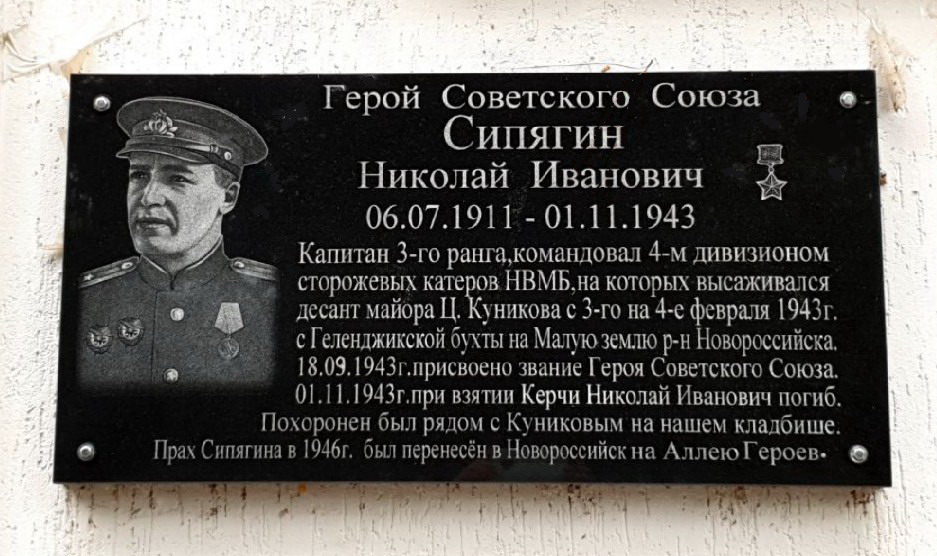 Герой Советского Союза
Сипягин
Николай Иванович
06.07.1911 - 01.11.1943
Капитан 3-го ранга,командовал 4-м дивизионом
сторожевых катеров НВМБ,на которых высаживался
десант майора Ц. Куникова с 3-го на 4-е февраля 1943г.
с Геленджикской бухты на Малую землю р-н Новороссийска.
18.09.1943г.присвоено звание Героя Советского Союза.
01.11.1943г.при взятии Керчи Николай Иванович погиб.
Похоронен был рядом с Куниковым на нашем кладбише.
Прах Сипягина в 1946г. был перенесён в Новороссийск на Аллею Героев.